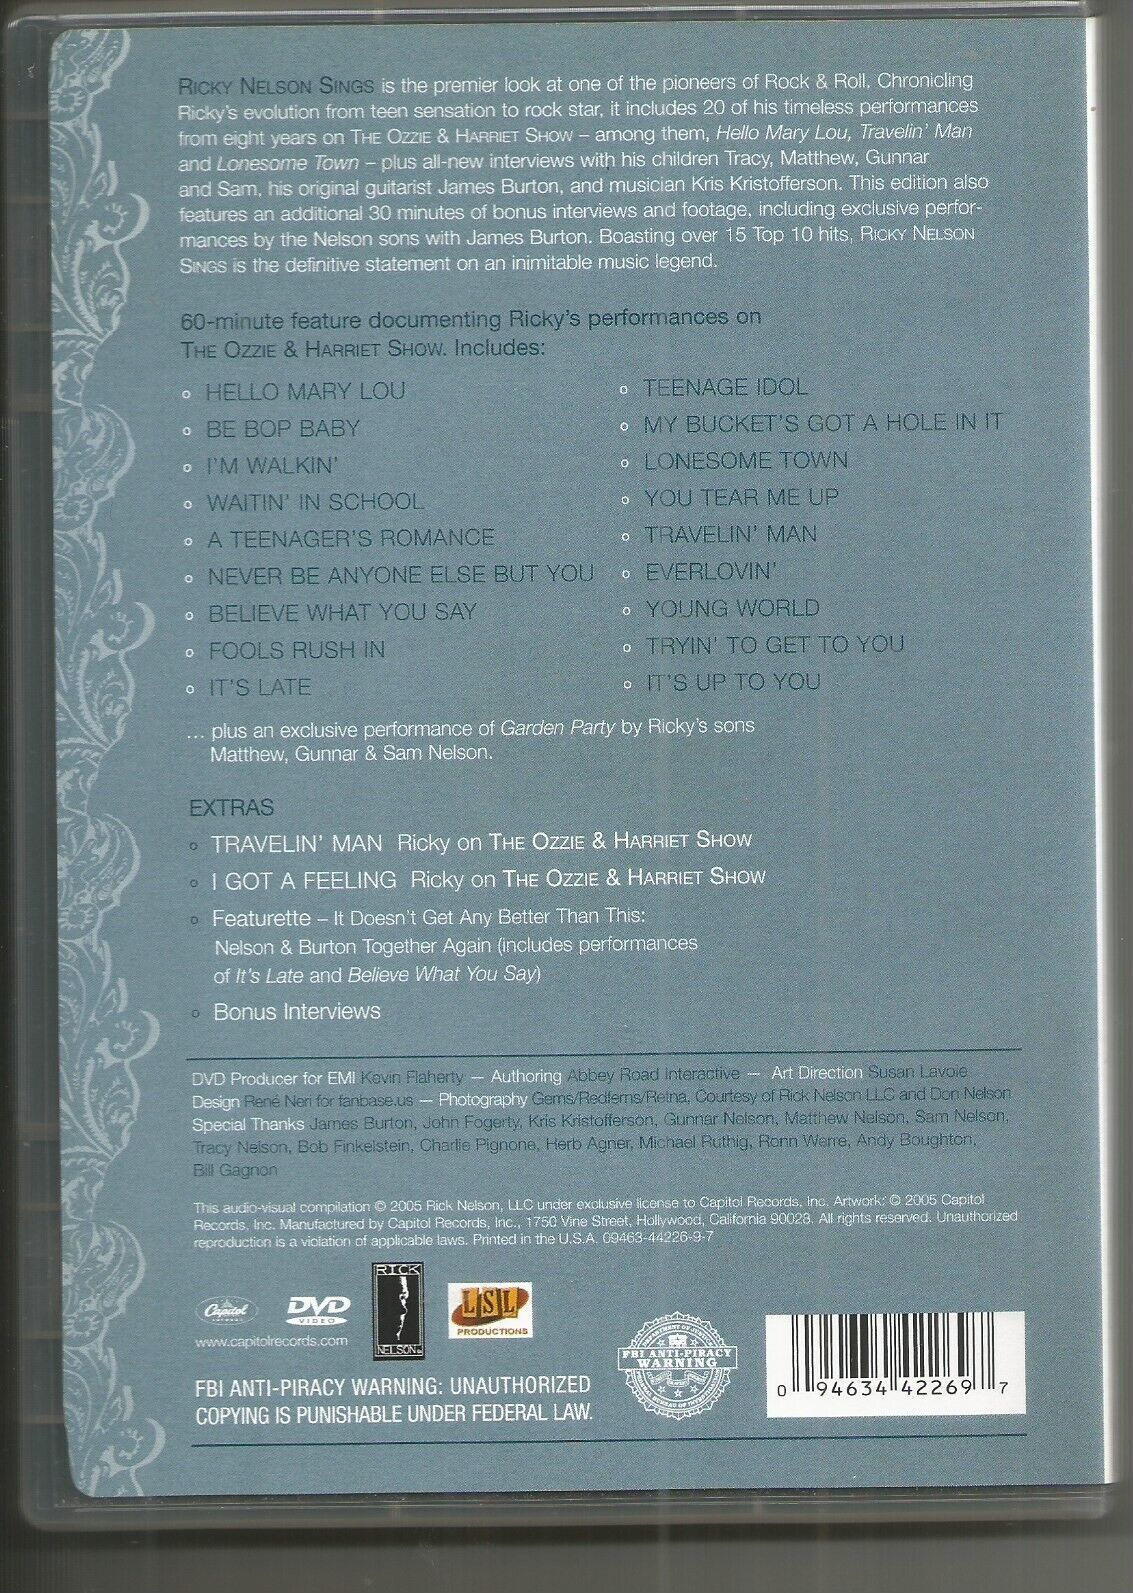 RICKY NELSON SINGS is the premier look at one of the pioneers of Rock & Roll. Chronicling
Ricky's evolution from teen sensation to rock star, it includes 20 of his timeless performances
from eight years on THE OZZIE & HARRIET SHOW – among them, Hello Mary Lou, Travelin' Man
and Lonesome Town – plus all-new interviews with his children Tracy, Matthew, Gunnar
and Sam, his original guitarist James Burton, and musician Kris Kristofferson. This edition also
features an additional 30 minutes of bonus interviews and footage, including exclusive perfor-
mances by the Nelson sons with James Burton. Boasting over 15 Top 10 hits, RICKY NELSON
SINGS is the definitive statement on an inimitable music legend.
60-minute feature documenting Ricky's performances on
THE OZZIE & HARRIET SHOW. Includes:
HELLO MARY LOU
BE BOP BABY
I'M WALKIN'
WAITIN' IN SCHOOL
A TEENAGER'S ROMANCE
NEVER BE ANYONE ELSE BUT YOU
BELIEVE WHAT YOU SAY
FOOLS RUSH IN
IT'S LATE
TEENAGE IDOL
MY BUCKET'S GOT A HOLE IN IT
LONESOME TOWN
YOU TEAR ME UP
TRAVELIN' MAN
EVERLOVIN'
YOUNG WORLD
TRYIN' TO GET TO YOU
IT'S UP TO YOU
... plus an exclusive performance of Garden Party by Ricky's sons
Matthew, Gunnar & Sam Nelson.
EXTRAS
TRAVELIN' MAN Ricky on THE OZZIE & HARRIET SHOW
I GOT A FEELING Ricky on THE OZZIE & HARRIET SHOW
Featurette – It Doesn't Get Any Better Than This:
Nelson & Burton Together Again (includes performances
of It's Late and Believe What You Say)
Bonus Interviews
DVD Producer for EMI Kevin Flaherty — Authoring Abbey Road Interactive — Art Direction Susan Lavoie
Design René Neri for fanbase.us — Photography Gems/Redferns/Retna, Courtesy of Rick Nelson LLC and Don Nelson
Special Thanks James Burton, John Fogerty, Kris Kristofferson, Gunnar Nelson, Matthew Nelson, Sam Nelson,
Tracy Nelson, Bob Finkelstein, Charlie Pignone, Herb Agner, Michael Ruthig, Ronn Werre, Andy Boughton,
Bill Gagnon
This audio-visual compilation © 2005 Rick Nelson, LLC under exclusive license to Capitol Records, Inc. Artwork: © 2005 Capitol
Records, Inc. Manufactured by Capitol Records, Inc., 1750 Vine Street, Hollywood, California 90028. All rights reserved. Unauthorized
reproduction is a violation of applicable laws. Printed in the U.S.A. 09463-44226-9-7
Capitol
RECORDS
DVD
VIDEO
RICK
NELSON
LSL
PRODUCTIONS
www.capitolrecords.com
FBI ANTI-PIRACY
WARNING
0 94634 42269 7
FBI ANTI-PIRACY WARNING: UNAUTHORIZED
COPYING IS PUNISHABLE UNDER FEDERAL LAW.